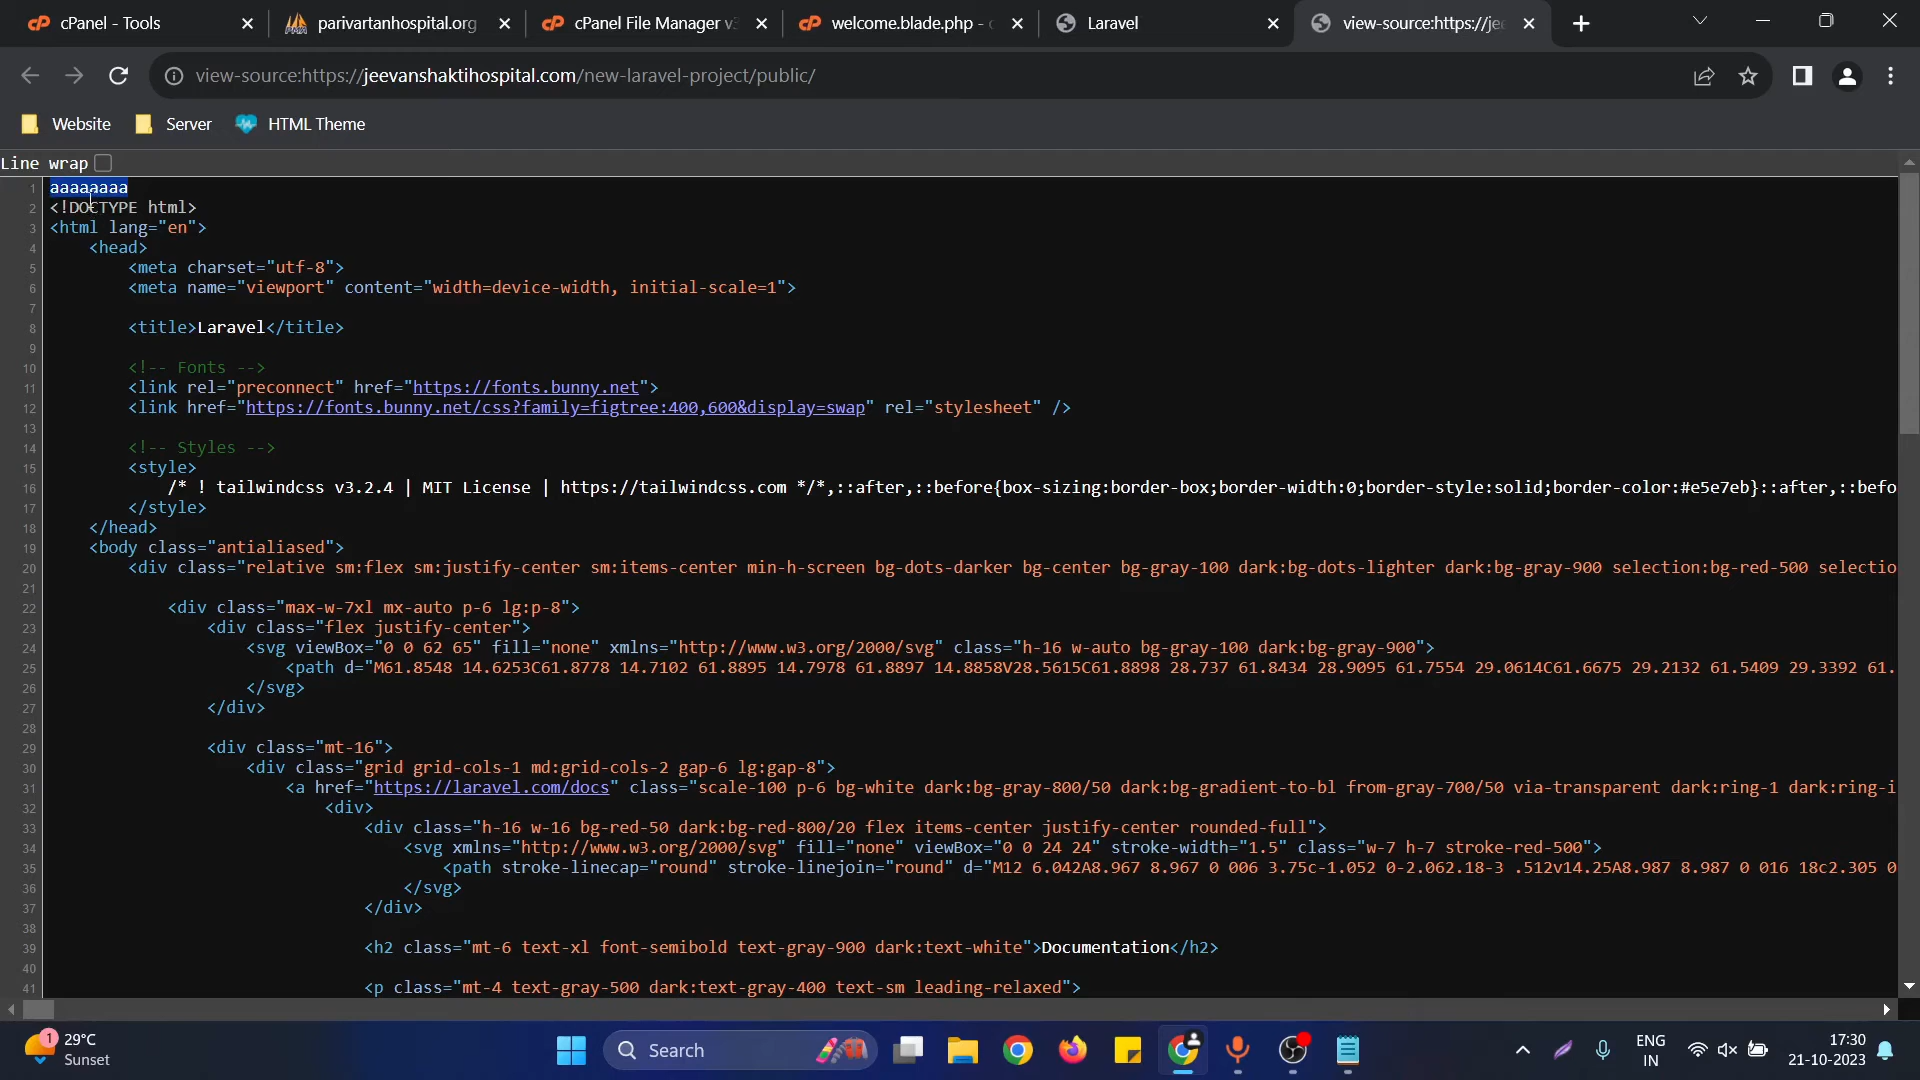 cPanel - Tools
parivartanhospital.org
cPanel File Manager v3
welcome.blade.php - c
Laravel
view-source:https://jee
view-source:https://jeevanshaktihospital.com/new-laravel-project/public/
Website
Server
HTML Theme
Line wrap
1 aaaaaaaa
2 <!DOCTYPE html>
3 <html lang="en">
4 <head>
5 <meta charset="utf-8">
6 <meta name="viewport" content="width=device-width, initial-scale=1">
7
8 <title>Laravel</title>
9
10 <!-- Fonts -->
11 <link rel="preconnect" href="https://fonts.bunny.net">
12 <link href="https://fonts.bunny.net/css?family=figtree:400,600&display=swap" rel="stylesheet" />
13
14 <!-- Styles -->
15 <style>
16 /* ! tailwindcss v3.2.4 | MIT License | https://tailwindcss.com */*,::after,::before{box-sizing:border-box;border-width:0;border-style:solid;border-color:#e5e7eb}::after,::befo
17 </style>
18 </head>
19 <body class="antialiased">
20 <div class="relative sm:flex sm:justify-center sm:items-center min-h-screen bg-dots-darker bg-center bg-gray-100 dark:bg-dots-lighter dark:bg-gray-900 selection:bg-red-500 selectio
21
22 <div class="max-w-7xl mx-auto p-6 lg:p-8">
23 <div class="flex justify-center">
24 <svg viewBox="0 0 62 65" fill="none" xmlns="http://www.w3.org/2000/svg" class="h-16 w-auto bg-gray-100 dark:bg-gray-900">
25 <path d="M61.8548 14.6253C61.8778 14.7102 61.8895 14.7978 61.8897 14.8858V28.5615C61.8898 28.737 61.8434 28.9095 61.7554 29.0614C61.6675 29.2132 61.5409 29.3392 61.
26 </svg>
27 </div>
28
29 <div class="mt-16">
30 <div class="grid grid-cols-1 md:grid-cols-2 gap-6 lg:gap-8">
31 <a href="https://laravel.com/docs" class="scale-100 p-6 bg-white dark:bg-gray-800/50 dark:bg-gradient-to-bl from-gray-700/50 via-transparent dark:ring-1 dark:ring-i
32 <div>
33 <div class="h-16 w-16 bg-red-50 dark:bg-red-800/20 flex items-center justify-center rounded-full">
34 <svg xmlns="http://www.w3.org/2000/svg" fill="none" viewBox="0 0 24 24" stroke-width="1.5" class="w-7 h-7 stroke-red-500">
35 <path stroke-linecap="round" stroke-linejoin="round" d="M12 6.042A8.967 8.967 0 006 3.75c-1.052 0-2.062.18-3 .512v14.25A8.987 8.987 0 016 18c2.305 0
36 </svg>
37 </div>
38
39 <h2 class="mt-6 text-xl font-semibold text-gray-900 dark:text-white">Documentation</h2>
40
41 <p class="mt-4 text-gray-500 dark:text-gray-400 text-sm leading-relaxed">
1
29°C
Sunset
Search
ENG
IN
17:30
21-10-2023